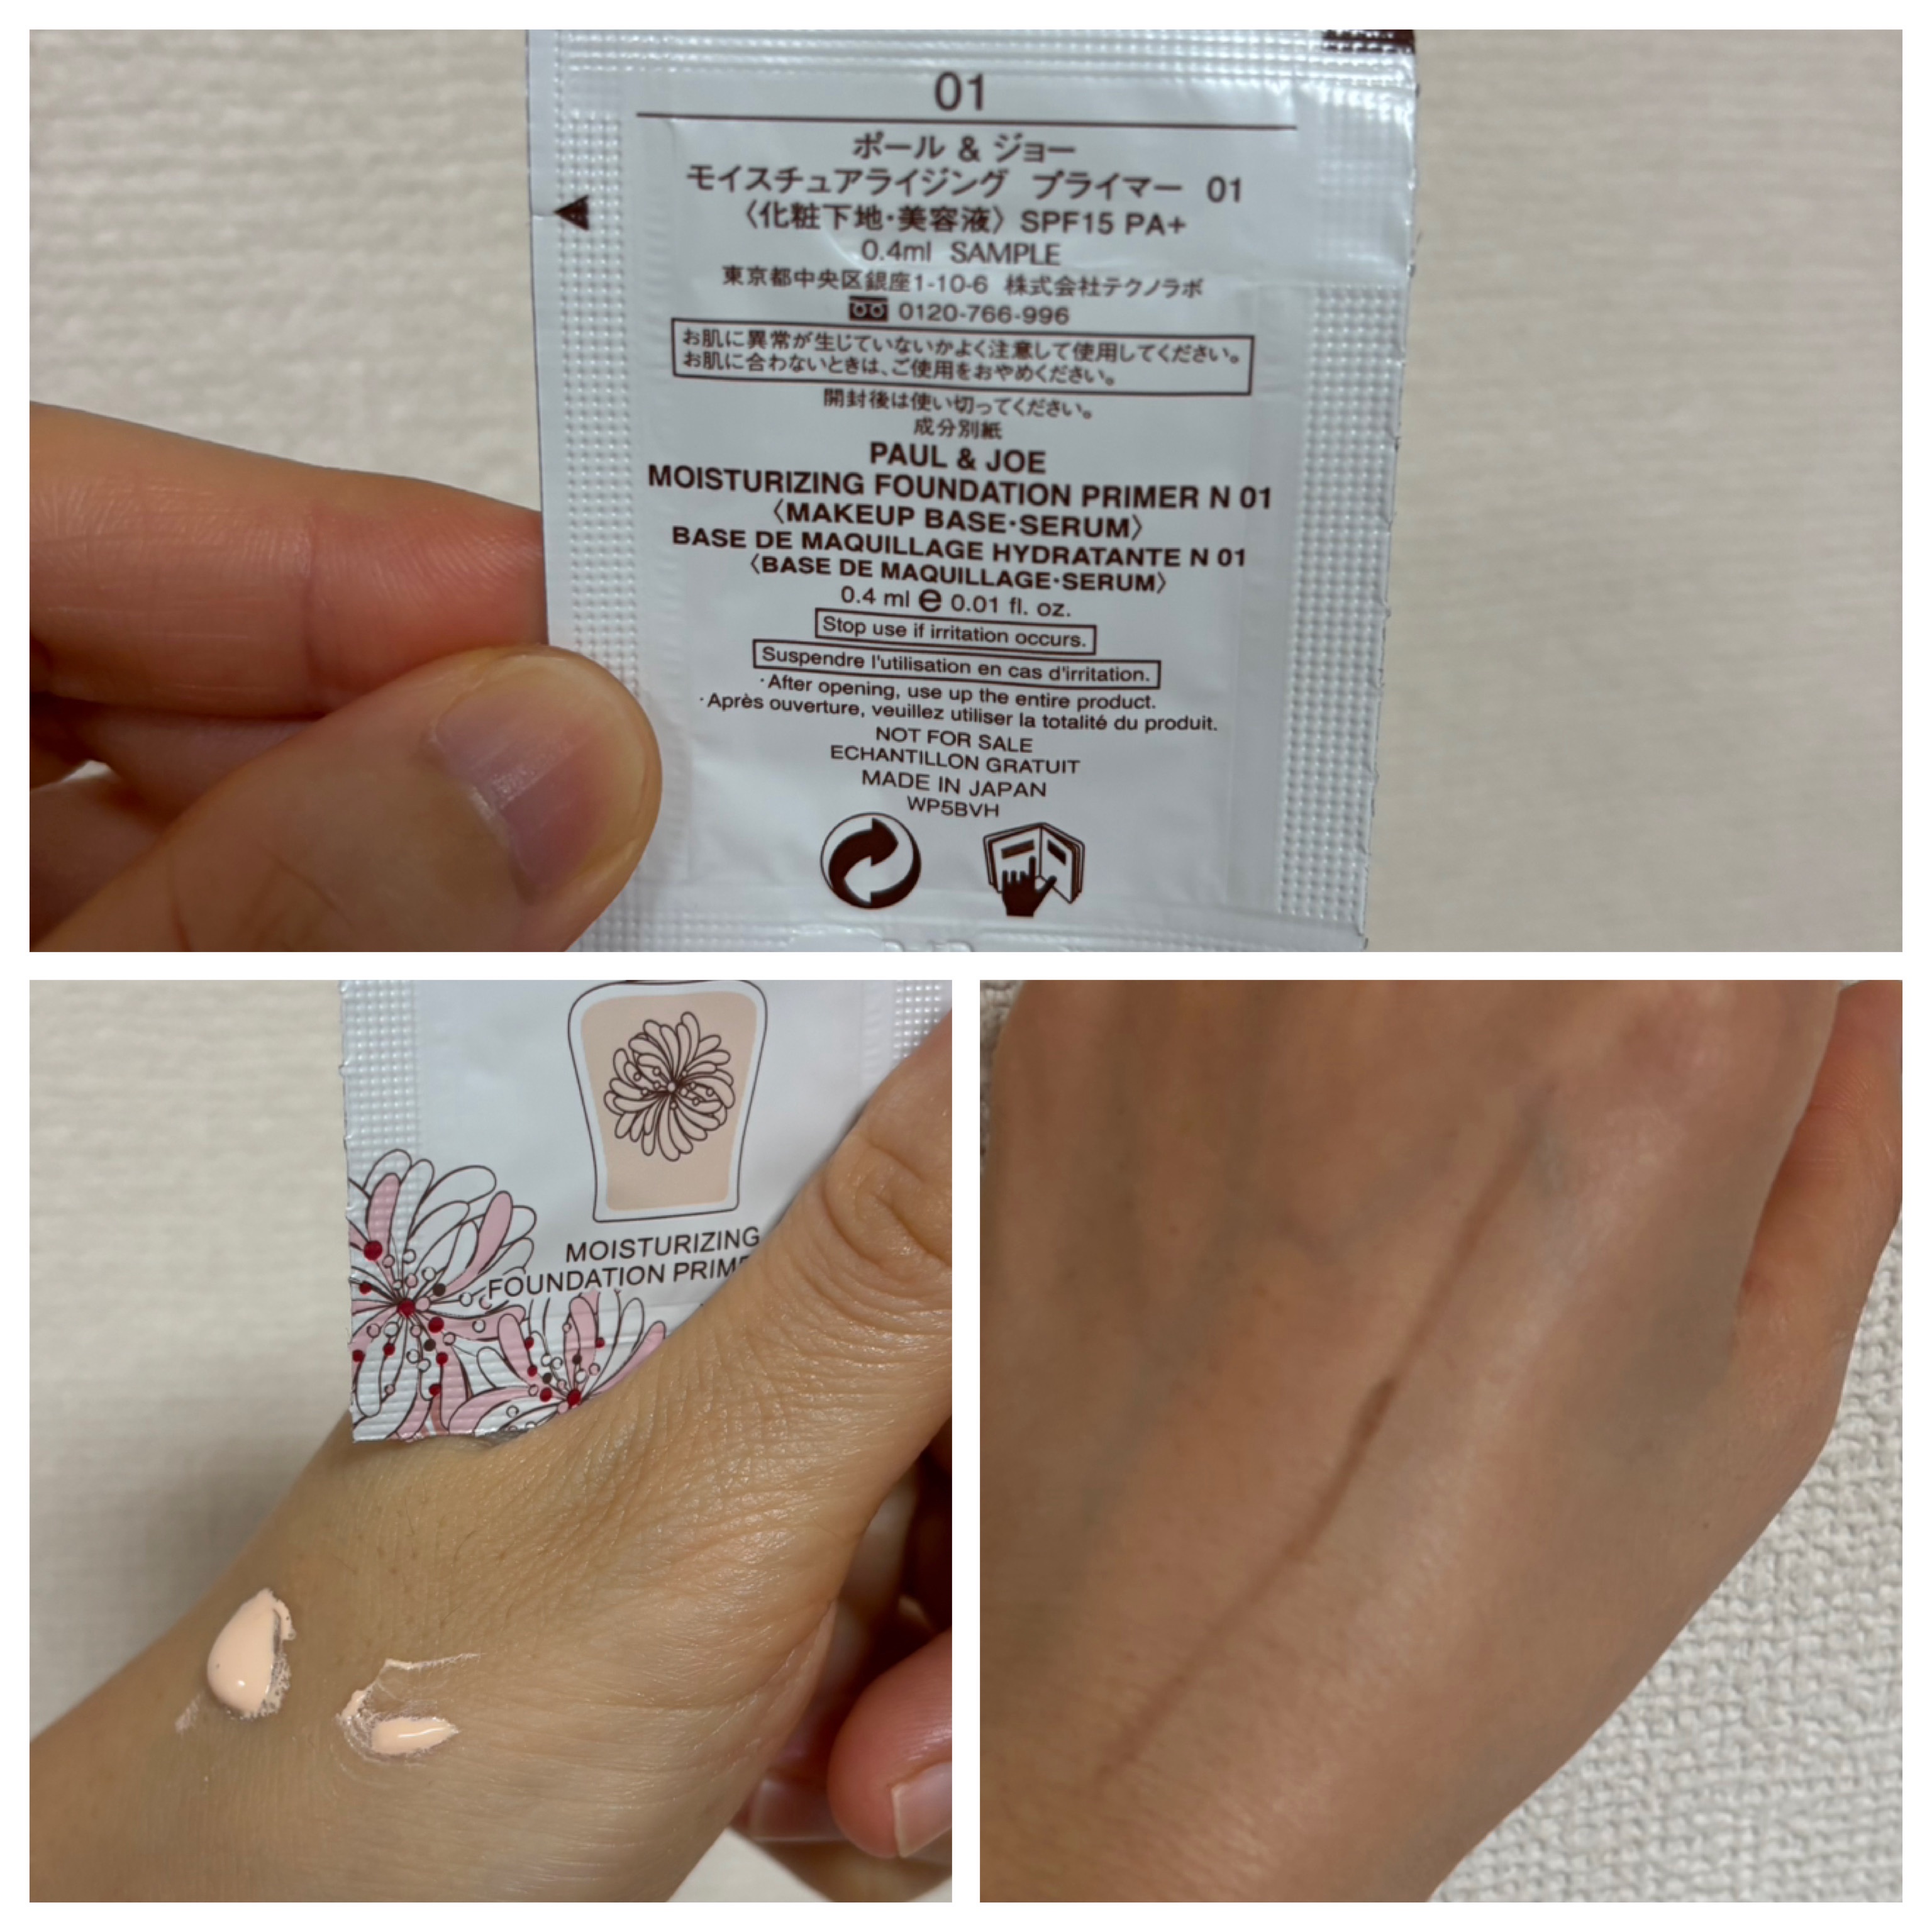 01
ポール & ジョー
モイスチュアライジング プライマー 01
〈化粧下地・美容液〉SPF15 PA+
0.4ml SAMPLE
東京都中央区銀座1-10-6 株式会社テクノラボ
0120-766-996
お肌に異常が生じていないかよく注意して使用してください。
お肌に合わないときは、ご使用をおやめください。
開封後は使い切ってください。
成分別紙
PAUL & JOE
MOISTURIZING FOUNDATION PRIMER N 01
〈MAKEUP BASE·SERUM〉
BASE DE MAQUILLAGE HYDRATANTE N 01
〈BASE DE MAQUILLAGE·SERUM〉
0.4 ml e 0.01 fl. oz.
Stop use if irritation occurs.
Suspendre l'utilisation en cas d'irritation.
·After opening, use up the entire product.
·Après ouverture, veuillez utiliser la totalité du produit.
NOT FOR SALE
ECHANTILLON GRATUIT
MADE IN JAPAN
WP5BVH
MOISTURIZING
FOUNDATION PRIM